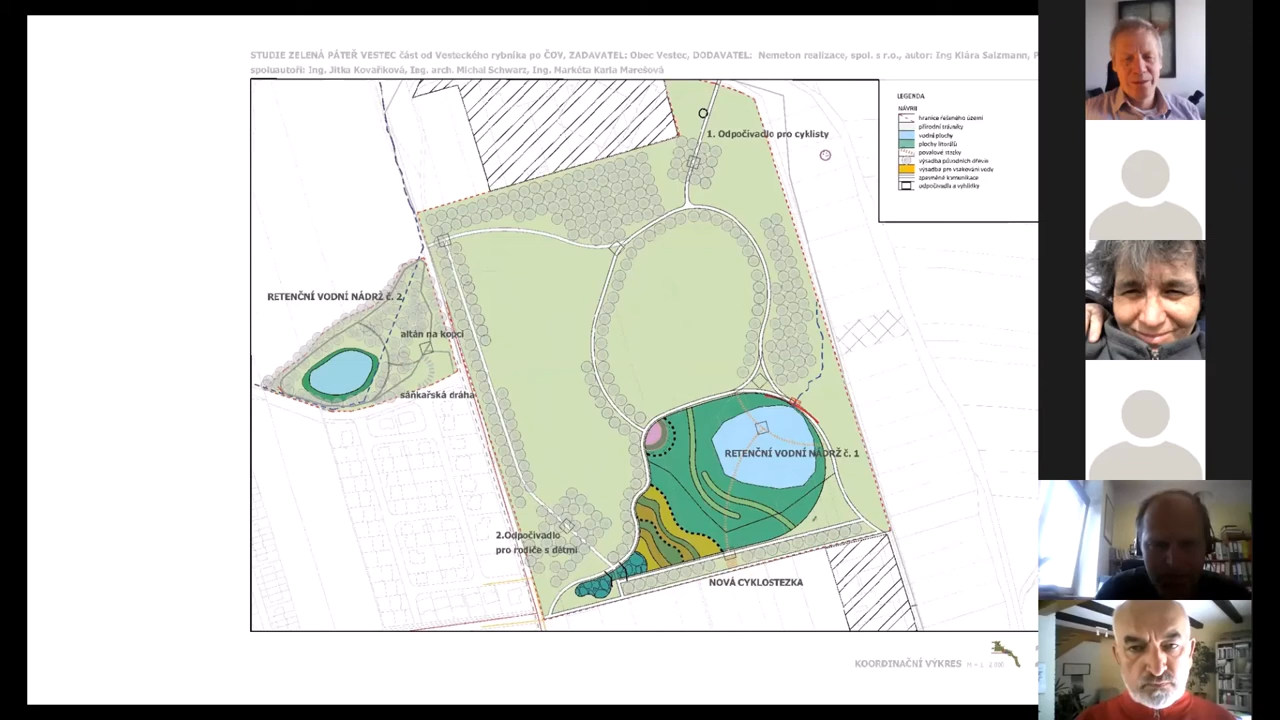 STUDIE ZELENÁ PÁTEŘ VESTEC část od Vesteckého rybníka po ČOV, ZADAVATEL: Obec Vestec, DODAVATEL: Nemeton realizace, spol. s r.o., autor: Ing Klára Salzmann, P
spoluautoři: Ing. Jitka Kovaříková, Ing. arch. Michal Schwarz, Ing. Markéta Karla Marešová
LEGENDA
NÁVRH
hranice řešeného území
přírodní trávníky
vodní plochy
plochy litorálů
povalové stezky
výsadba původních dřevin
výsadba pro vsakování vody
zpevněné komunikace
odpočívadla a vyhlídky
1. Odpočívadlo pro cyklisty
RETENČNÍ VODNÍ NÁDRŽ č. 2
altán na kopci
sáňkařská dráha
RETENČNÍ VODNÍ NÁDRŽ č. 1
2.Odpočívadlo
pro rodiče s dětmi
NOVÁ CYKLOSTEZKA
KOORDINAČNÍ VÝKRES